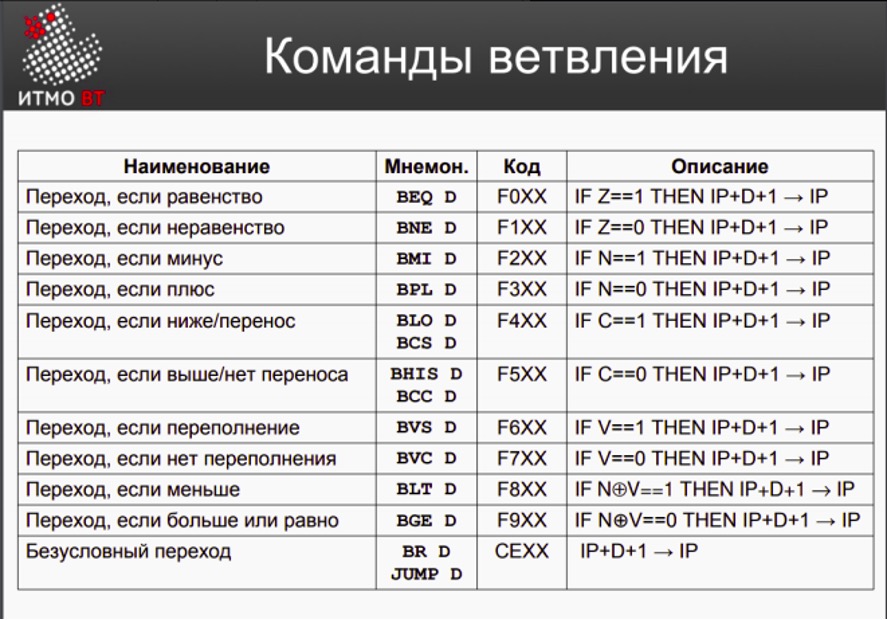 ИТМО ВТ
Команды ветвления
Наименование Мнемон. Код Описание
Переход, если равенство BEQ D F0XX IF Z==1 THEN IP+D+1 → IP
Переход, если неравенство BNE D F1XX IF Z==0 THEN IP+D+1 → IP
Переход, если минус BMI D F2XX IF N==1 THEN IP+D+1 → IP
Переход, если плюс BPL D F3XX IF N==0 THEN IP+D+1 → IP
Переход, если ниже/перенос BLO D F4XX IF C==1 THEN IP+D+1 → IP
BCS D
Переход, если выше/нет переноса BHIS D F5XX IF C==0 THEN IP+D+1 → IP
BCC D
Переход, если переполнение BVS D F6XX IF V==1 THEN IP+D+1 → IP
Переход, если нет переполнения BVC D F7XX IF V==0 THEN IP+D+1 → IP
Переход, если меньше BLT D F8XX IF N⊕V==1 THEN IP+D+1 → IP
Переход, если больше или равно BGE D F9XX IF N⊕V==0 THEN IP+D+1 → IP
Безусловный переход BR D CEXX IP+D+1 → IP
JUMP D